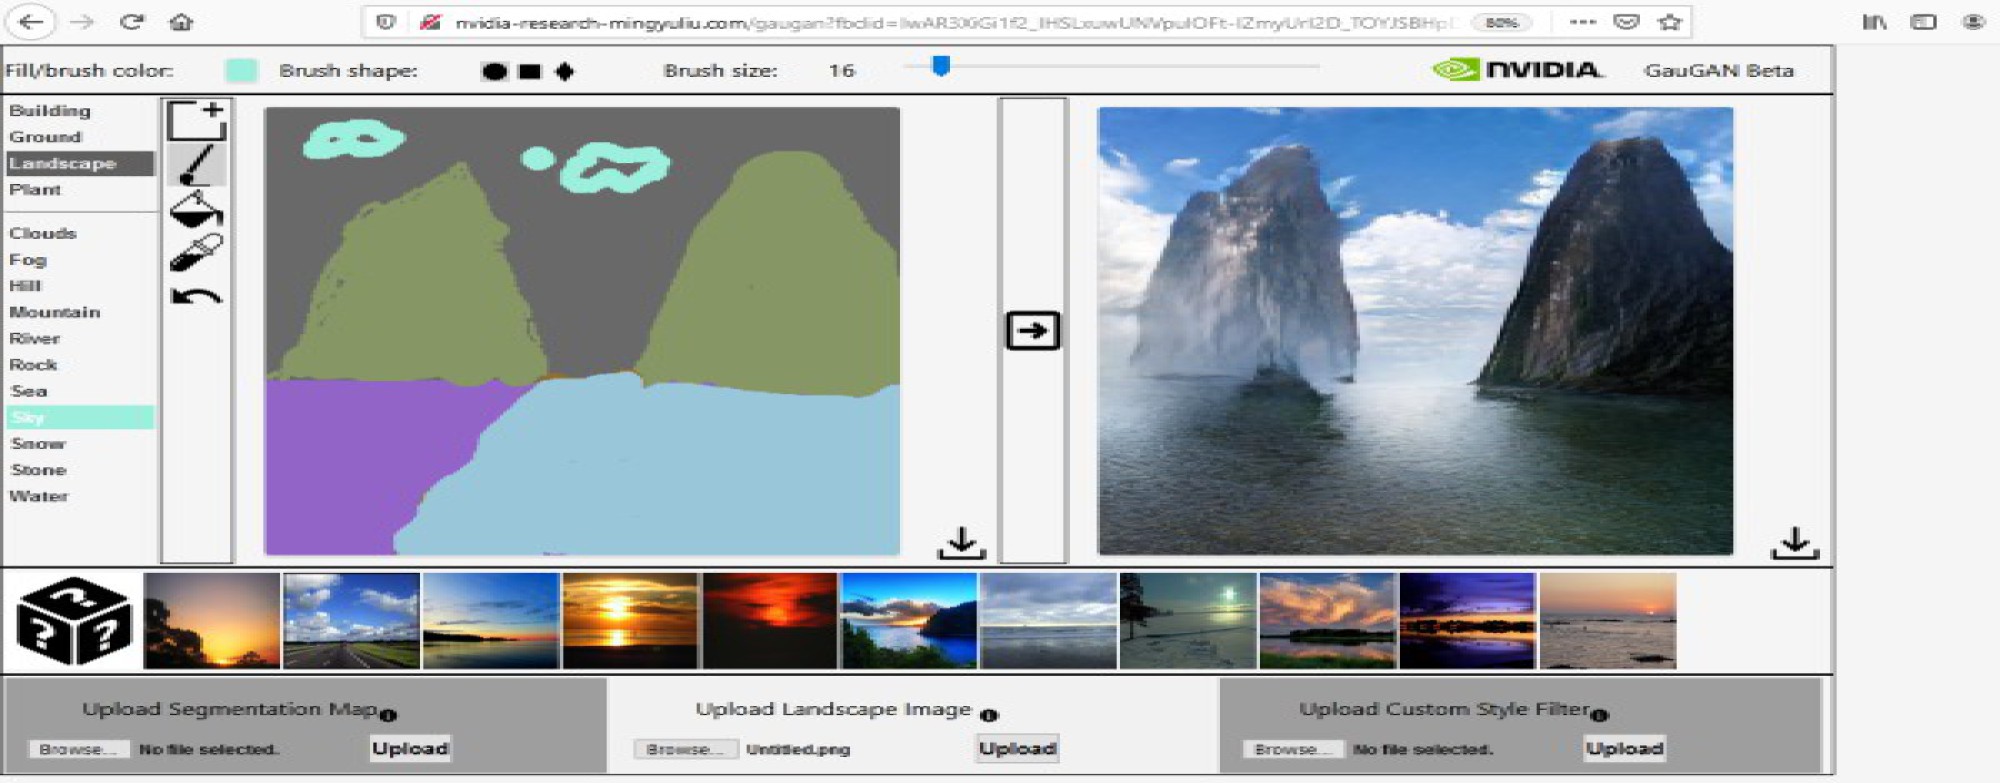 nvidia-research-mingyuliu.com/gaugan?fbclid= 80%
Fill/brush color: Brush shape: Brush size: 16 NVIDIA. GauGAN Beta
Building
Ground
Landscape
Plant
Clouds
Fog
Hill
Mountain
River
Rock
Sea
Sky
Snow
Stone
Water
? ? ?
Upload Segmentation Map Upload Landscape Image Upload Custom Style Filter
Browse... No file selected. Upload Browse... Untitled.png Upload Browse... No file selected. Upload